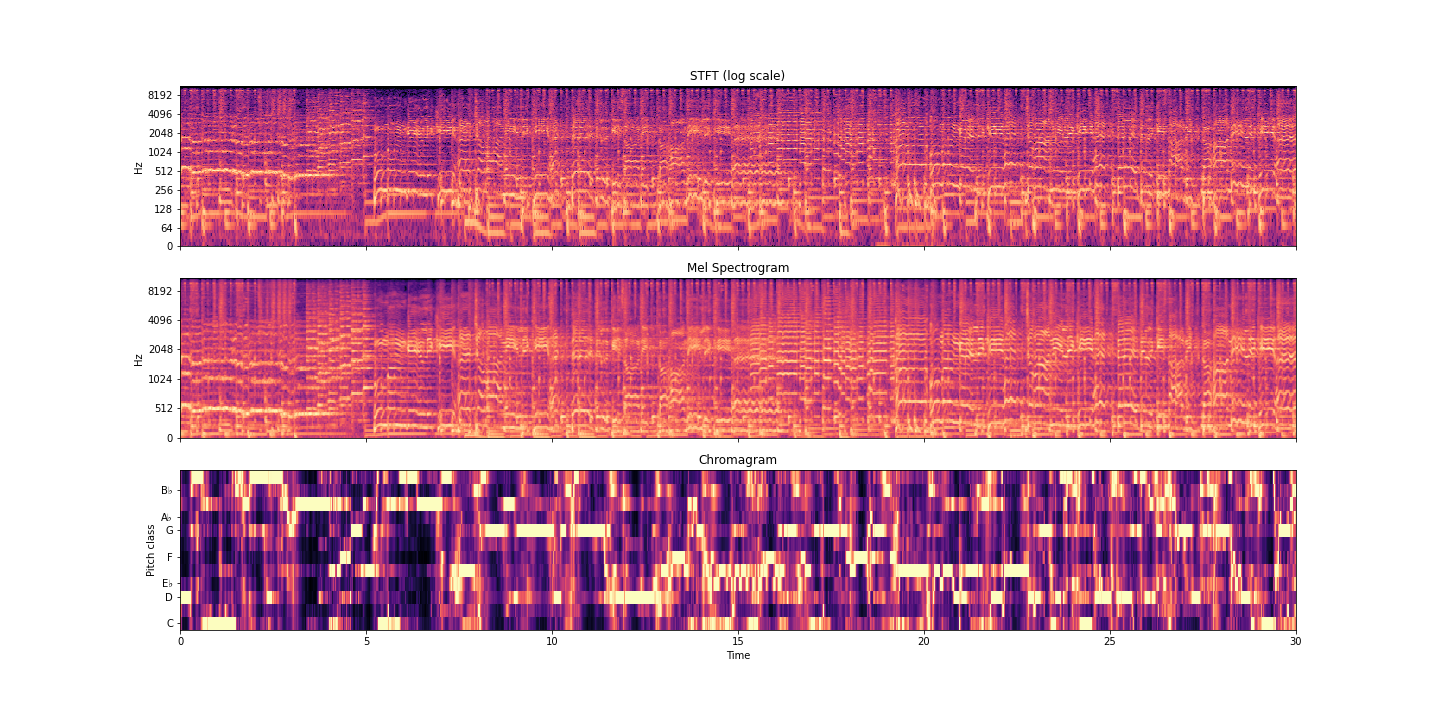 STFT (log scale)
8192
4096
2048
1024
512
256
128
64
0
Hz
Mel Spectrogram
8192
4096
2048
1024
512
0
Hz
Chromagram
B♭
A♭
G
F
E♭
D
C
Pitch class
0 5 10 15 20 25 30
Time